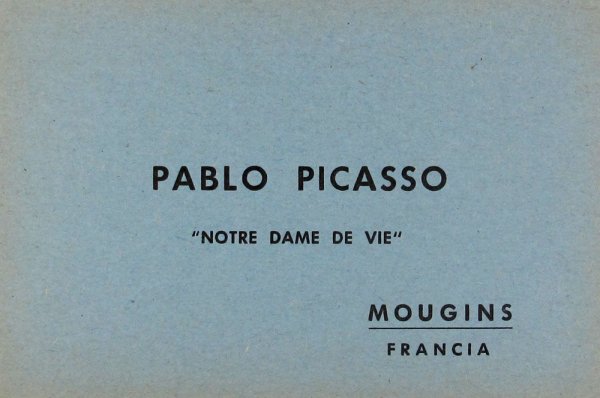 PABLO PICASSO
"NOTRE DAME DE VIE"
MOUGINS
FRANCIA